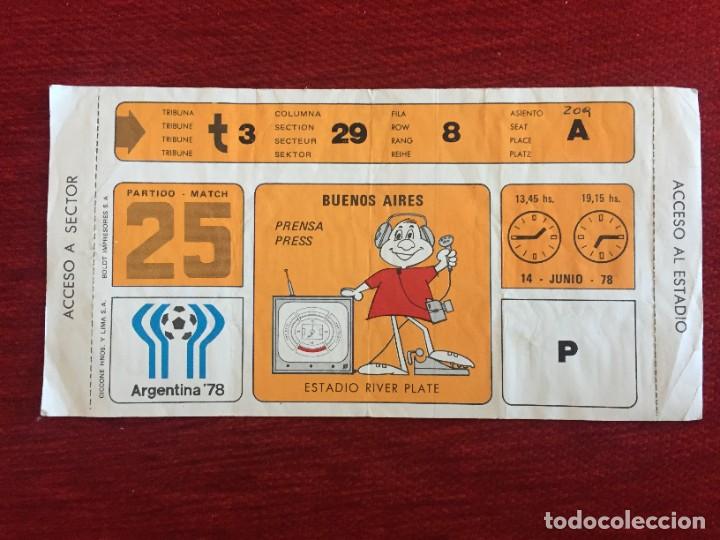 ACCESO A SECTOR
TRIBUNA
TRIBUNE
TRIBUNE
TRIBUNE
t 3
COLUMNA
SECTION
SECTEUR
SEKTOR
29
FILA
ROW
RANG
REIHE
8
ASIENTO
SEAT
PLACE
PLATZ
209
A
PARTIDO - MATCH
25
BOLDT IMPRESORES S.A
CICCONE HNOS. Y LIMA S.A.
Argentina '78
BUENOS AIRES
PRENSA
PRESS
ESTADIO RIVER PLATE
13,45 hs.
19,15 hs.
14 - JUNIO - 78
P
ACCESO AL ESTADIO
todocoleccion